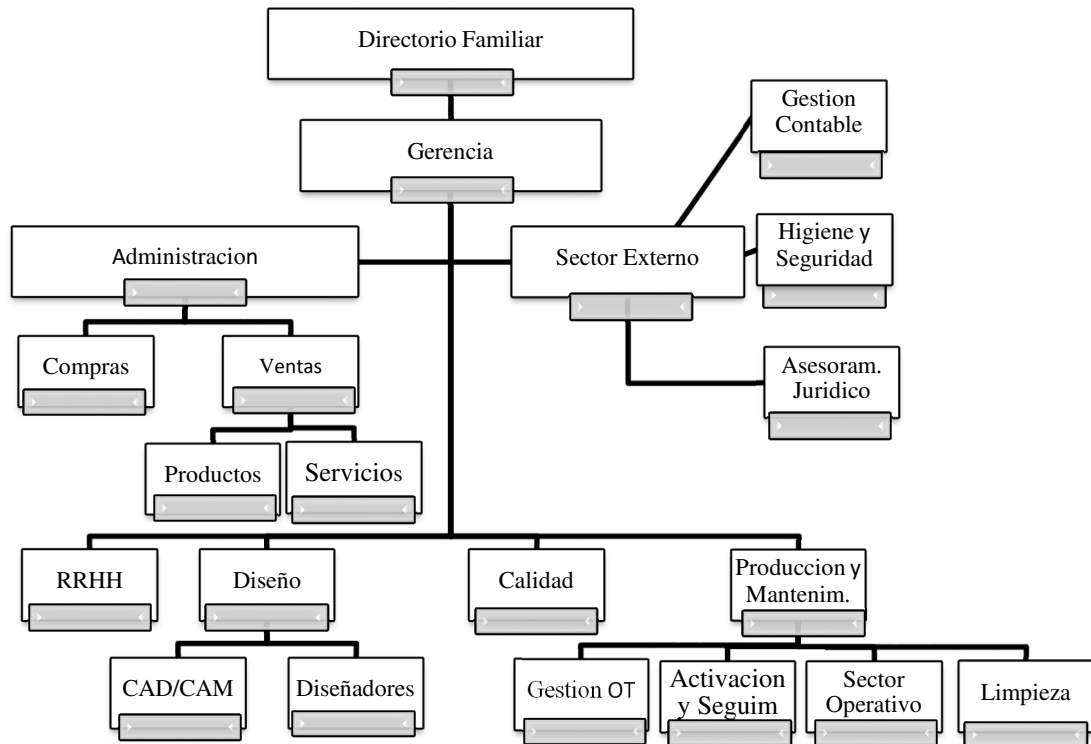 Directorio Familiar
Gerencia
Gestion
Contable
Administracion
Sector Externo
Higiene y
Seguridad
Compras
Ventas
Asesoram.
Juridico
Productos
Servicios
RRHH
Diseño
Calidad
Produccion y
Mantenim.
CAD/CAM
Diseñadores
Gestion OT
Activacion
y Seguim
Sector
Operativo
Limpieza